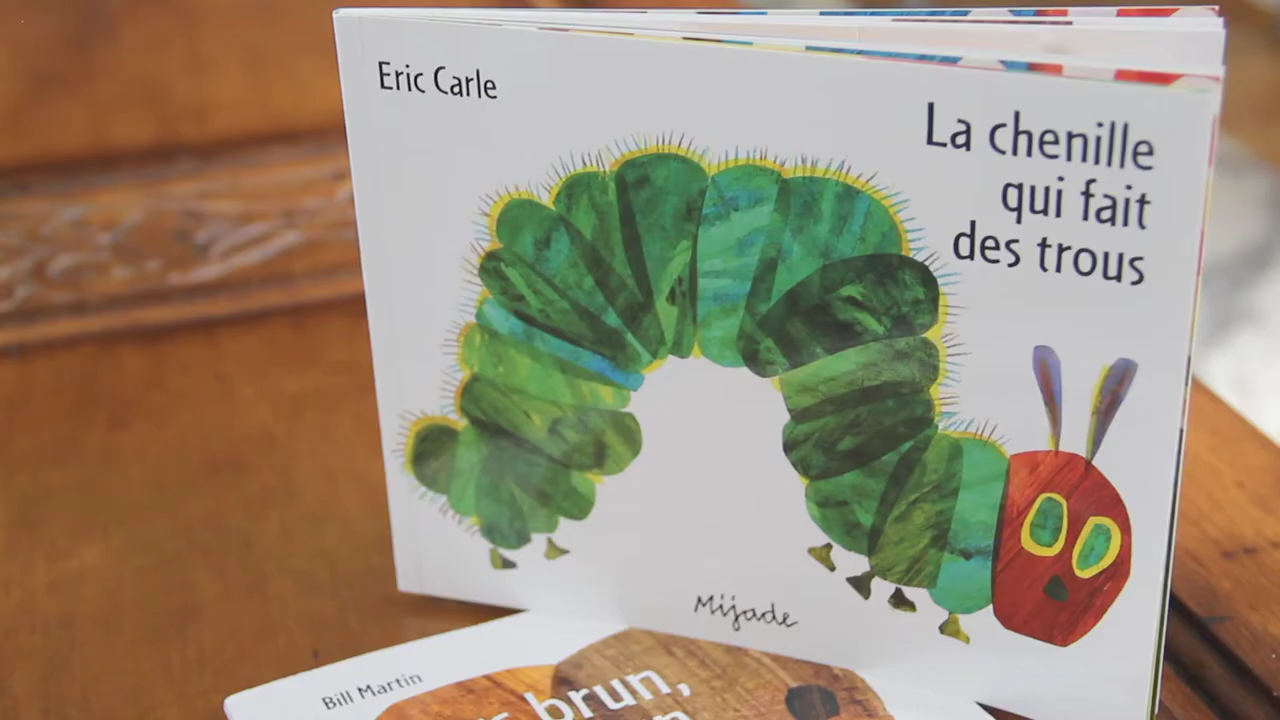 Eric Carle
La chenille
qui fait
des trous
Mijade
Bill Martin
brun,